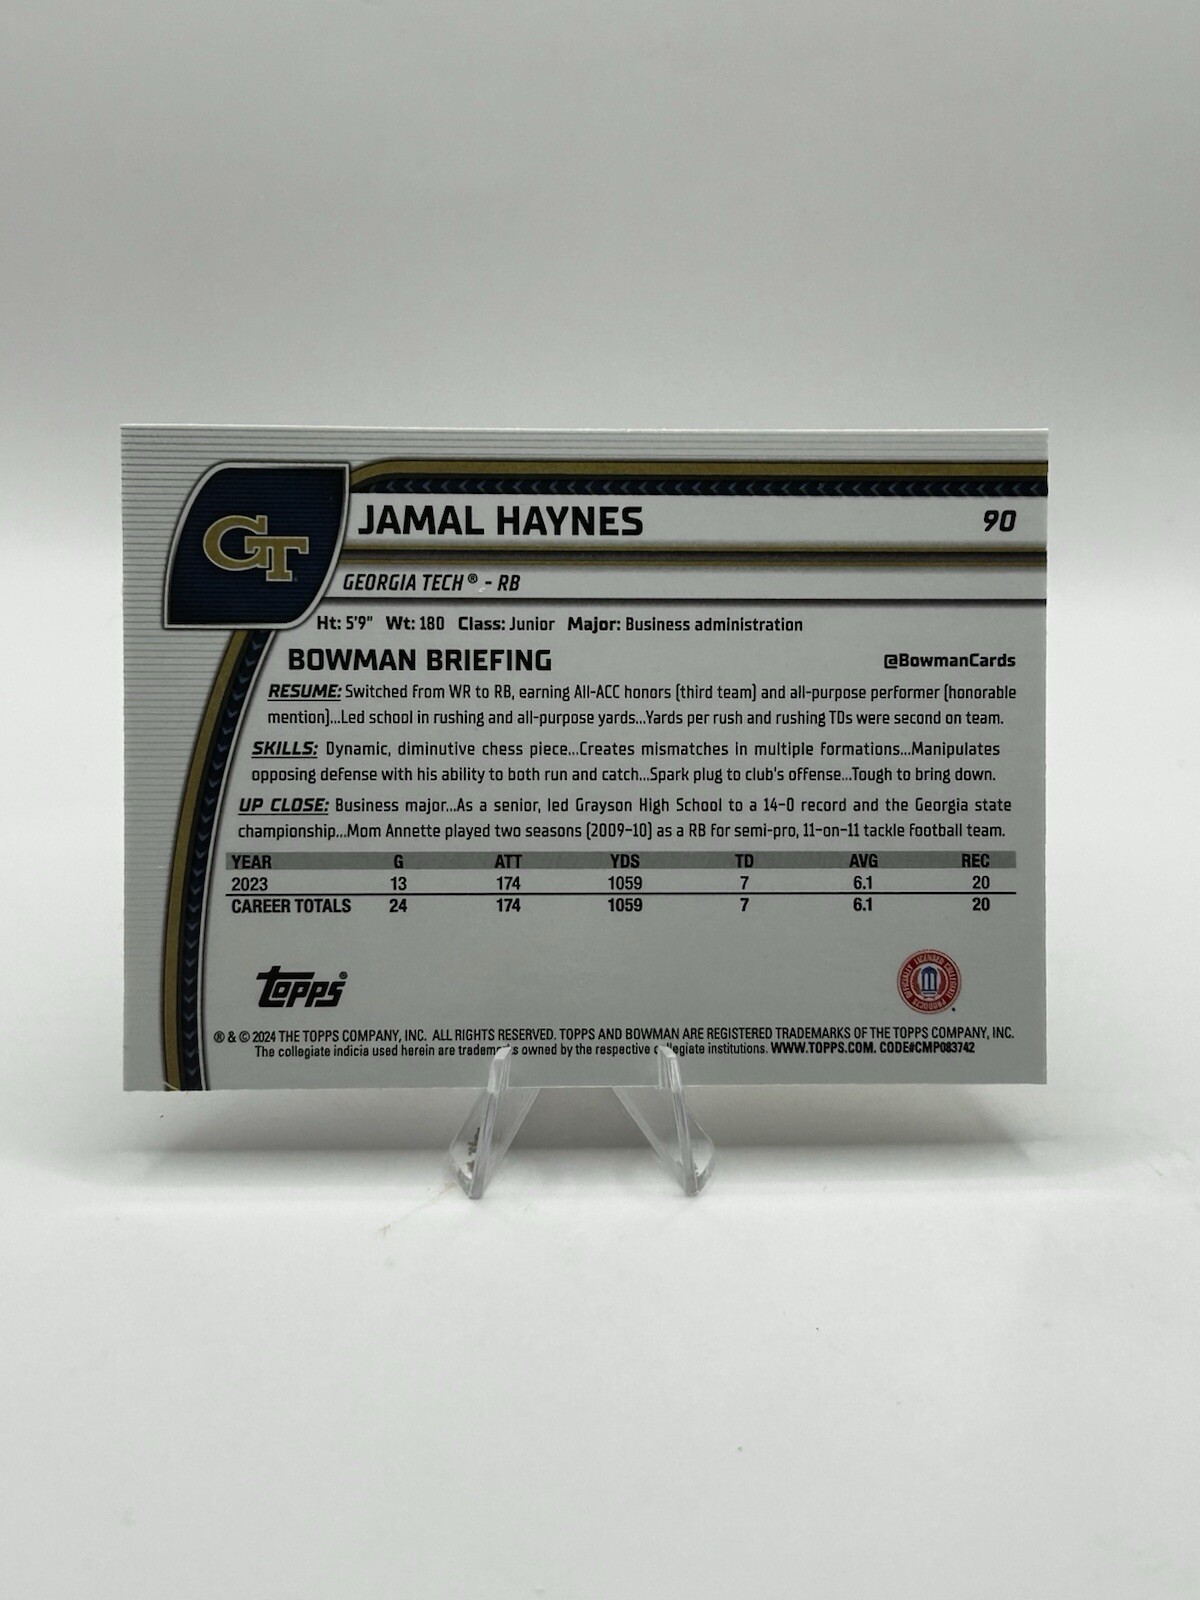 GT
JAMAL HAYNES
90
GEORGIA TECH® - RB
Ht: 5'9" Wt: 180 Class: Junior Major: Business administration
BOWMAN BRIEFING
@BowmanCards
RESUME: Switched from WR to RB, earning All-ACC honors (third team) and all-purpose performer (honorable
mention)...Led school in rushing and all-purpose yards...Yards per rush and rushing TDs were second on team.
SKILLS: Dynamic, diminutive chess piece...Creates mismatches in multiple formations...Manipulates
opposing defense with his ability to both run and catch...Spark plug to club's offense...Tough to bring down.
UP CLOSE: Business major...As a senior, led Grayson High School to a 14-0 record and the Georgia state
championship...Mom Annette played two seasons (2009-10) as a RB for semi-pro, 11-on-11 tackle football team.
YEAR G ATT YDS TD AVG REC
2023 13 174 1059 7 6.1 20
CAREER TOTALS 24 174 1059 7 6.1 20
topps®
OFFICIALLY LICENSED COLLEGIATE PRODUCTS
® & © 2024 THE TOPPS COMPANY, INC. ALL RIGHTS RESERVED. TOPPS AND BOWMAN ARE REGISTERED TRADEMARKS OF THE TOPPS COMPANY, INC.
The collegiate indicia used herein are trademarks owned by the respective collegiate institutions. WWW.TOPPS.COM. CODE#CMP083742